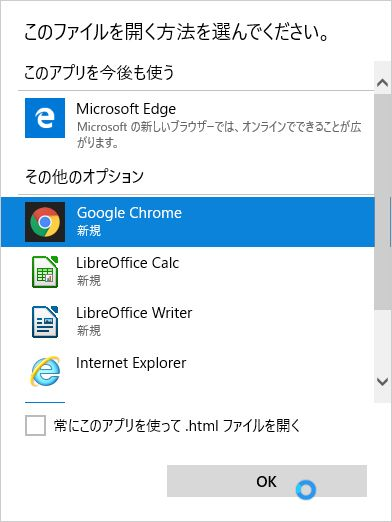 このファイルを開く方法を選んでください。
このアプリを今後も使う
Microsoft Edge
Microsoft の新しいブラウザーでは、オンラインでできることが広
がります。
その他のオプション
Google Chrome
新規
LibreOffice Calc
新規
LibreOffice Writer
新規
Internet Explorer
常にこのアプリを使って .html ファイルを開く
OK